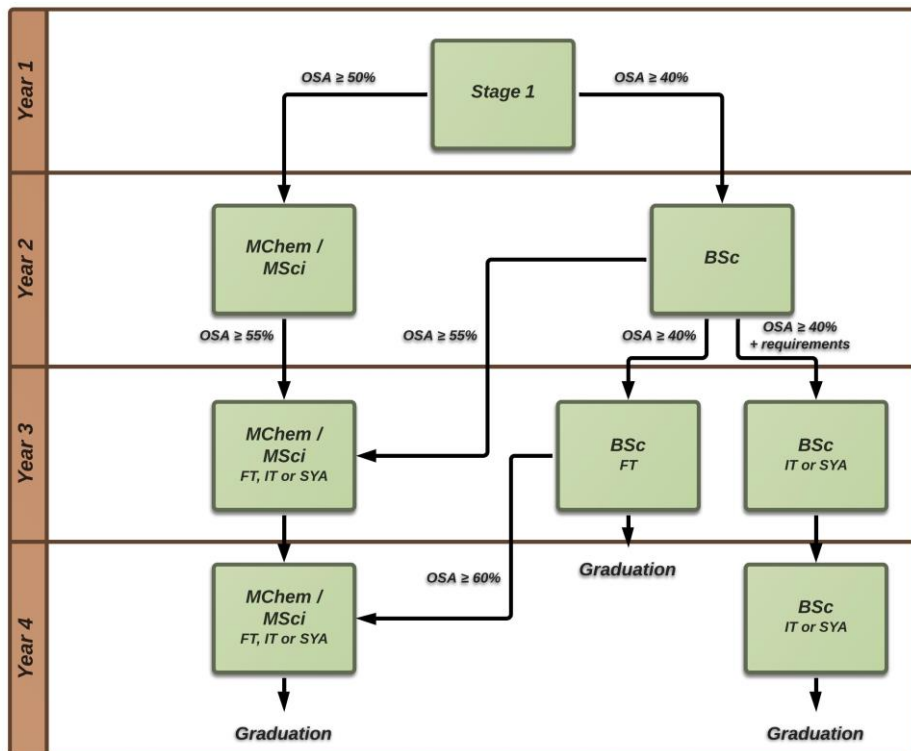 Year 1
OSA ≥ 50%
Stage 1
OSA ≥ 40%
Year 2
MChem /
MSci
BSc
OSA ≥ 55%
OSA ≥ 55%
OSA ≥ 40%
OSA ≥ 40%
+ requirements
Year 3
MChem /
MSci
FT, IT or SYA
BSc
FT
BSc
IT or SYA
Year 4
MChem /
MSci
FT, IT or SYA
OSA ≥ 60%
Graduation
BSc
IT or SYA
Graduation
Graduation